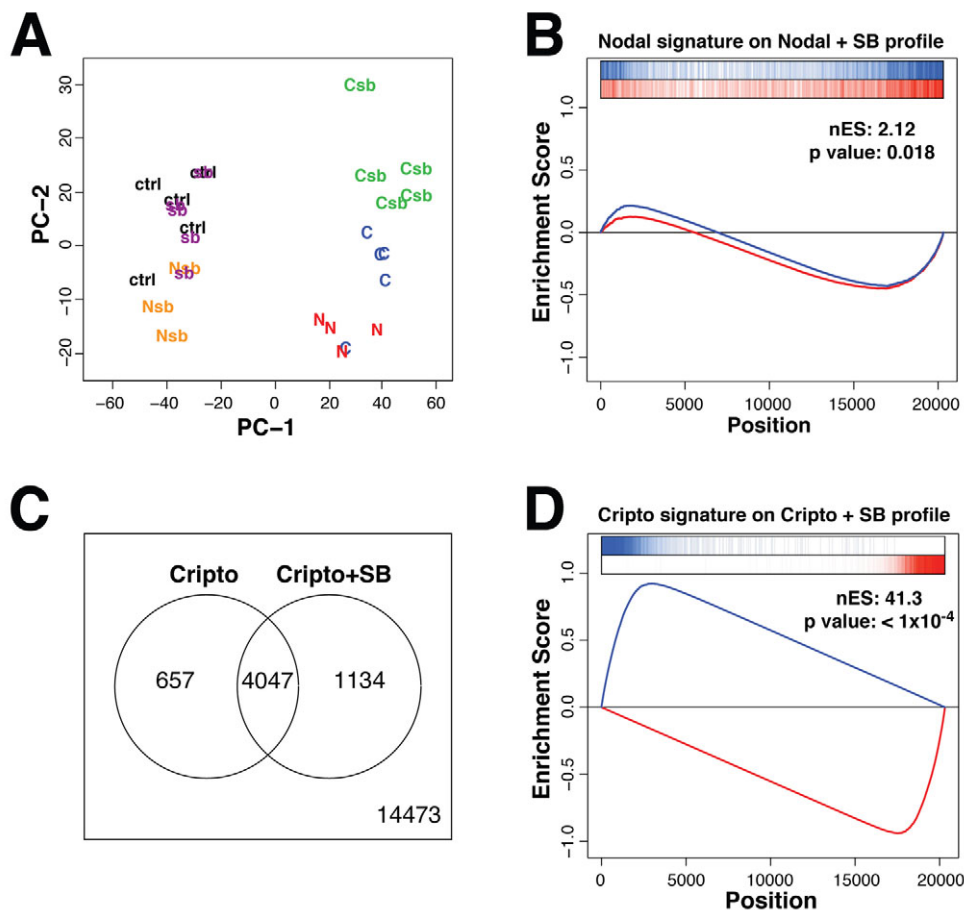 A
30
20
20
0
−10
−20
PC−2
Csb
Csb
Csb
Csb
Csb
ctrl
ctrl
sb
ctrl
sb
sb
ctrl
sb
C
C
C
C
Nsb
sb
ctrl
Nsb
Nsb
N
N
N
N
C
−60 −40 −20 0 20 40 60
PC−1
B
Nodal signature on Nodal + SB profile
nES: 2.12
p value: 0.018
Enrichment Score
1.0
0.5
0.0
−0.5
−1.0
0 5000 10000 15000 20000
Position
C
Cripto Cripto+SB
657 4047 1134
14473
D
Cripto signature on Cripto + SB profile
nES: 41.3
p value: < 1x10⁻⁴
Enrichment Score
1.0
0.5
0.0
−0.5
−1.0
0 5000 10000 15000 20000
Position